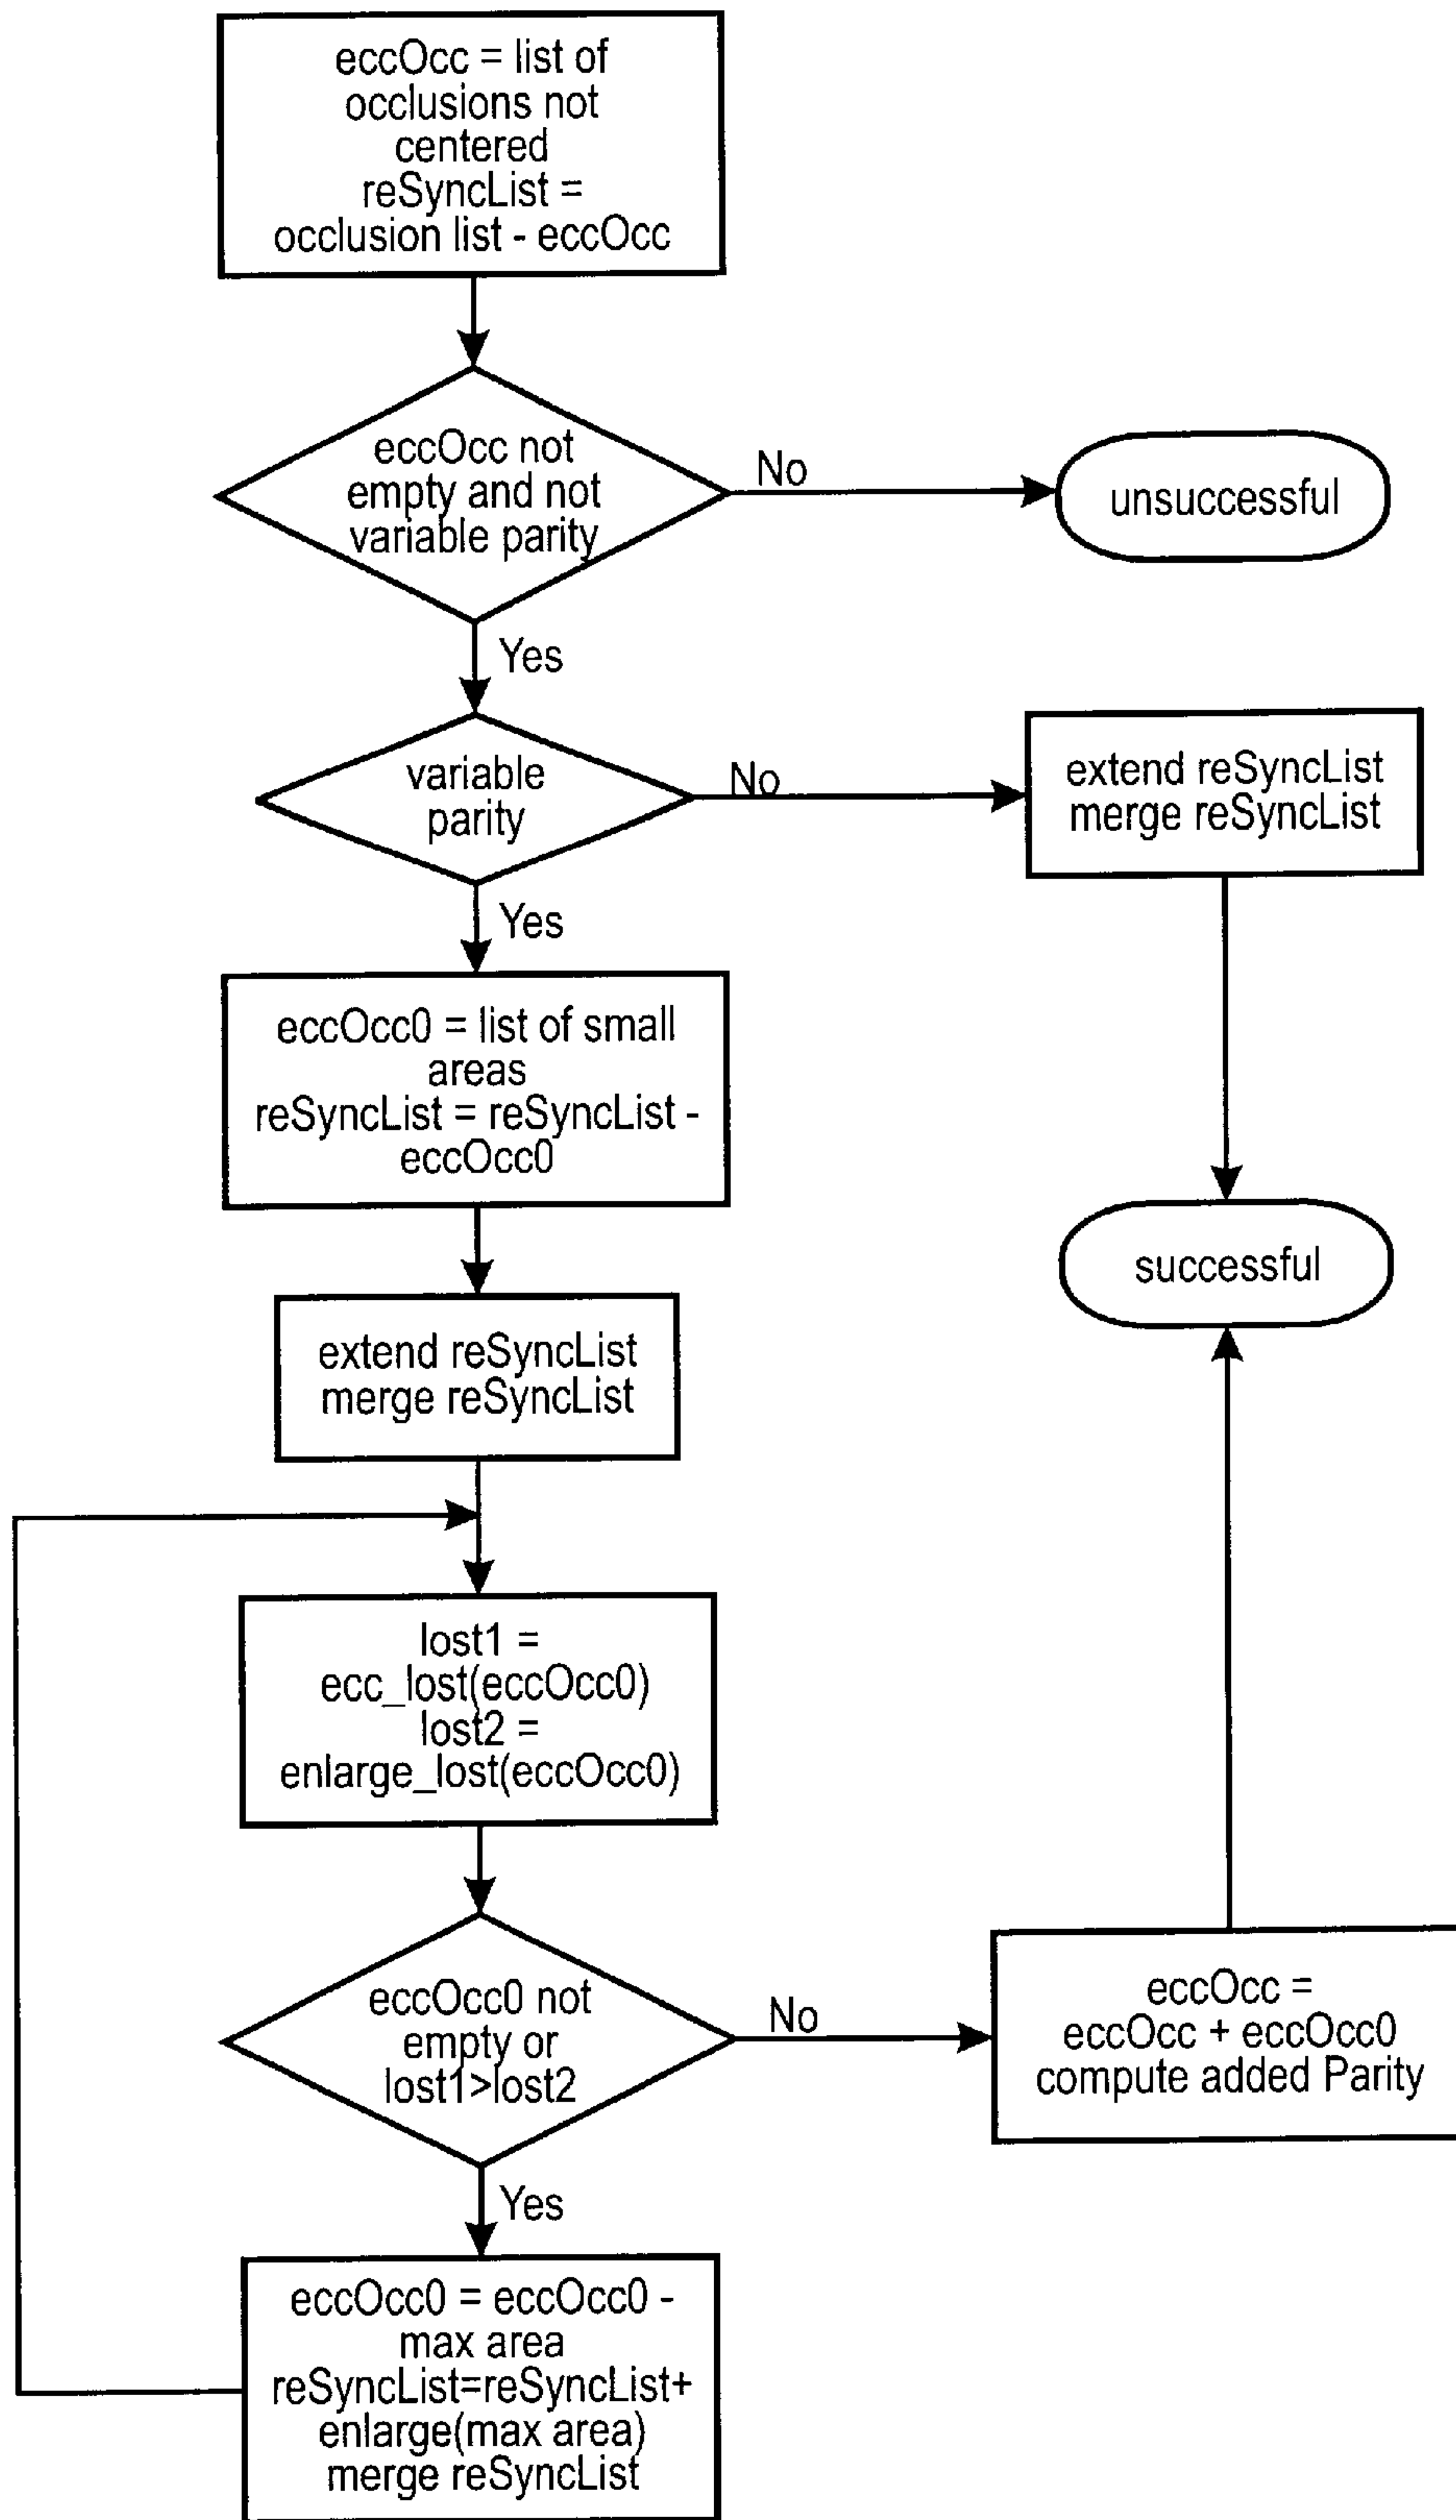 eccOcc = list of
occlusions not
centered
reSyncList =
occlusion list - eccOcc
eccOcc not
empty and not
variable parity
No
unsuccessful
Yes
variable
parity
No
extend reSyncList
merge reSyncList
Yes
eccOcc0 = list of small
areas
reSyncList = reSyncList -
eccOcc0
successful
extend reSyncList
merge reSyncList
lost1 =
ecc_lost(eccOcc0)
lost2 =
enlarge_lost(eccOcc0)
eccOcc0 not
empty or
lost1>lost2
No
eccOcc =
eccOcc + eccOcc0
compute added Parity
Yes
eccOcc0 = eccOcc0 -
max area
reSyncList=reSyncList+
enlarge(max area)
merge reSyncList